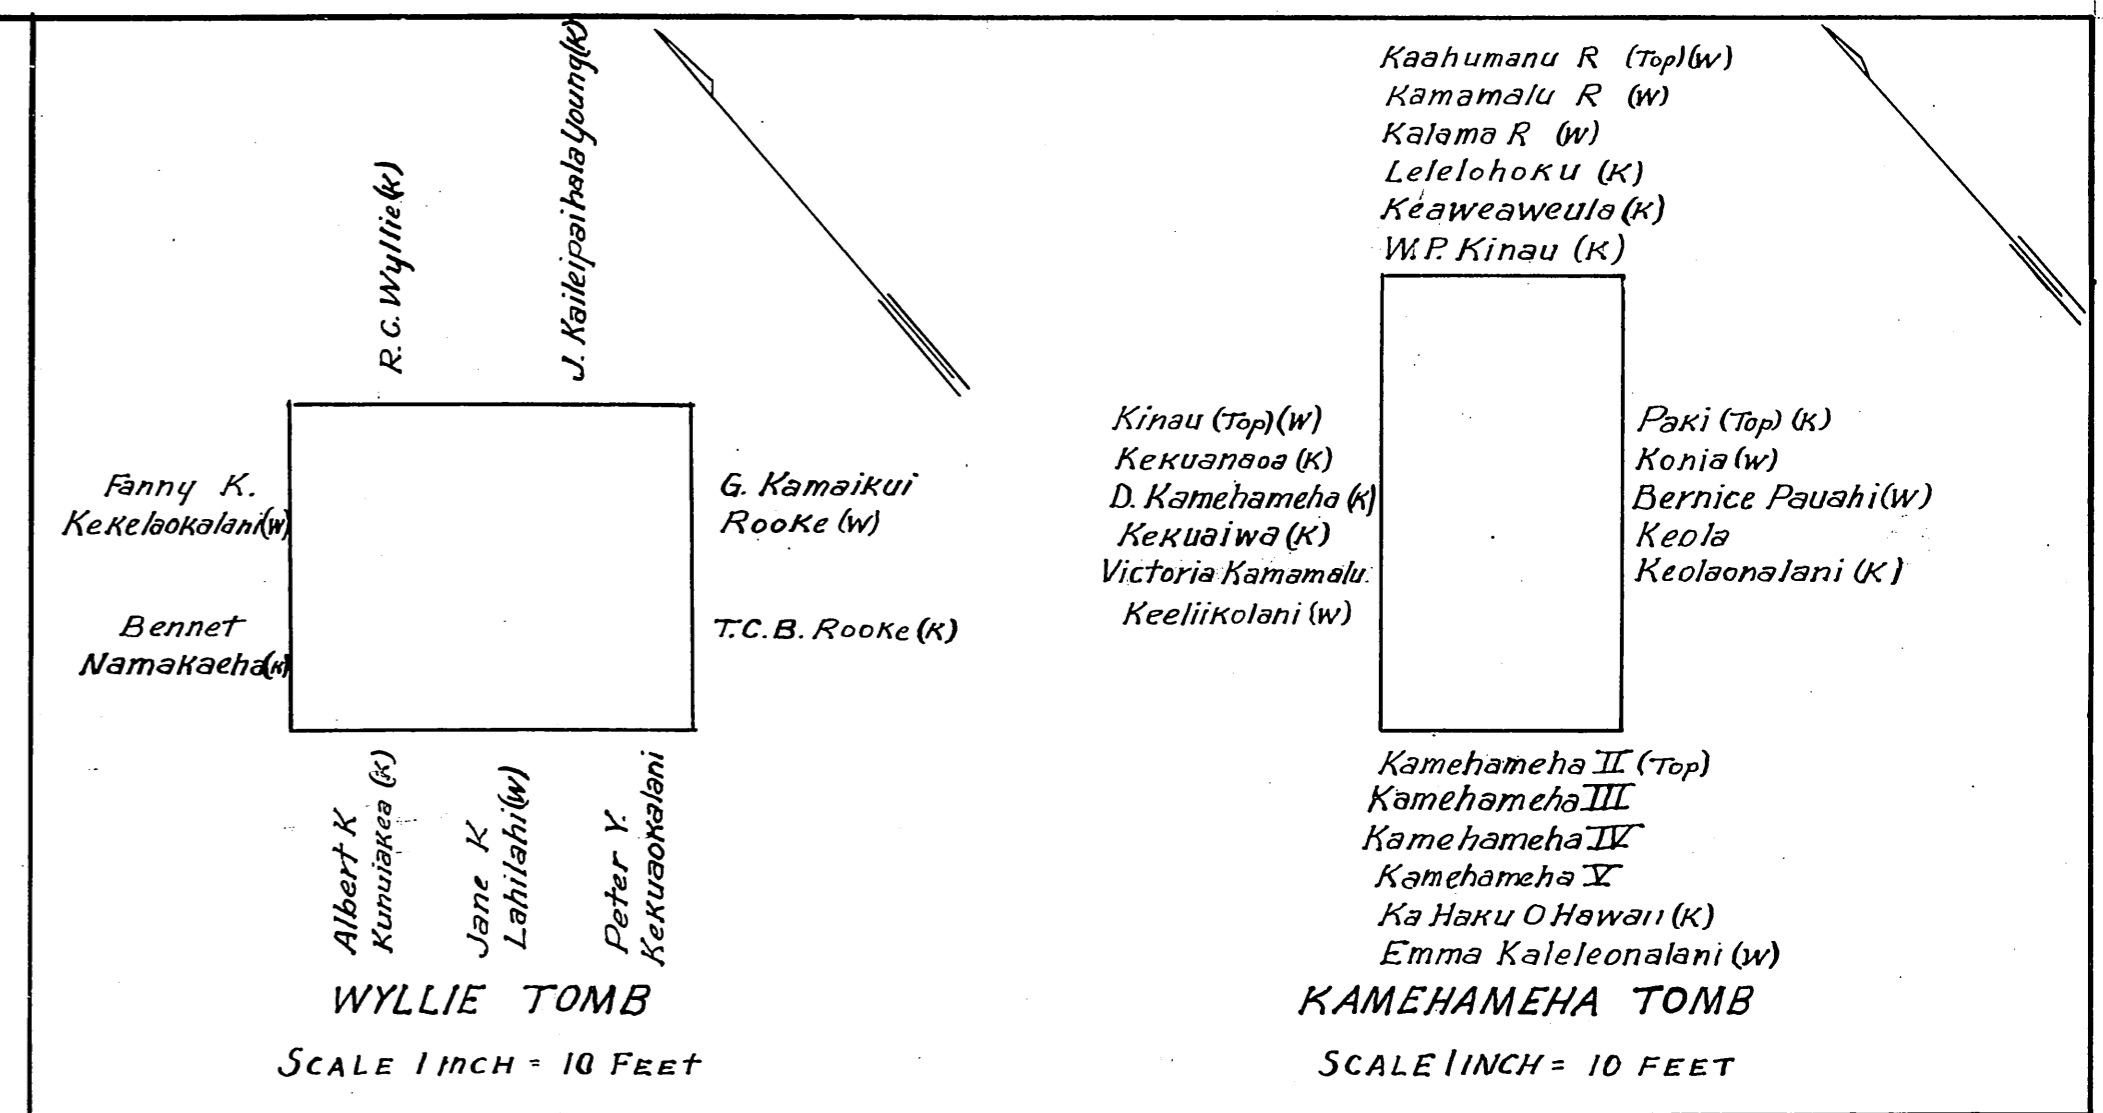 R. C. Wyllie (K)
J. Kaileipaihala Young (K)
Fanny K.
Kekelaokalani (W)
Bennet
Namakaeha (K)
G. Kamaikui
Rooke (W)
T.C.B. Rooke (K)
Albert K
Kunuiakea (K)
Jane K
Lahilahi (W)
Peter Y.
Kekuaokalani
WYLLIE TOMB
SCALE 1 INCH = 10 FEET
Kaahumanu R (Top) (W)
Kamamalu R (W)
Kalama R (W)
Lelelohoku (K)
Keaweaweula (K)
W.P. Kinau (K)
Kinau (Top) (W)
Kekuanaoa (K)
D. Kamehameha (K)
Kekuaiwa (K)
Victoria Kamamalu
Keeliikolani (W)
Paki (Top) (K)
Konia (W)
Bernice Pauahi (W)
Keola
Keolaonalani (K)
Kamehameha II (Top)
Kamehameha III
Kamehameha IV
Kamehameha V
Ka Haku O Hawaii (K)
Emma Kaleleonalani (W)
KAMEHAMEHA TOMB
SCALE 1 INCH = 10 FEET